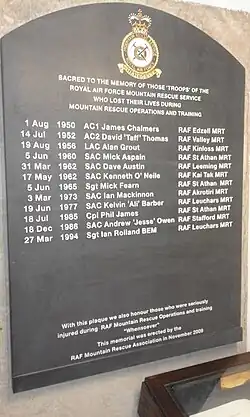 SACRED TO THE MEMORY OF THOSE 'TROOPS' OF THE
ROYAL AIR FORCE MOUNTAIN RESCUE SERVICE
WHO LOST THEIR LIVES DURING
MOUNTAIN RESCUE OPERATIONS AND TRAINING
1 Aug 1950 AC1 James Chalmers RAF Edzell MRT
14 Jul 1952 AC2 David 'Taff' Thomas RAF Valley MRT
19 Aug 1956 LAC Alan Grout RAF Kinloss MRT
5 Jun 1960 SAC Mick Aspain RAF St Athan MRT
31 Mar 1962 SAC Dave Austin RAF Leeming MRT
17 May 1962 SAC Kenneth O' Neile RAF Kai Tak MRT
5 Jun 1965 Sgt Mick Fearn RAF St Athan MRT
3 Mar 1973 SAC Ian Mackinnon RAF Akrotiri MRT
19 Jun 1977 SAC Kelvin 'Ali' Barber RAF Leuchars MRT
18 Jul 1985 Cpl Phil James RAF St Athan MRT
18 Dec 1986 SAC Andrew 'Jesse' Owen RAF Stafford MRT
27 Mar 1994 Sgt Ian Rolland BEM RAF Leuchars MRT
With this plaque we also honour those who were seriously
injured during RAF Mountain Rescue Operations and training
"Whensoever"
This memorial was erected by the
RAF Mountain Rescue Association in November 2009